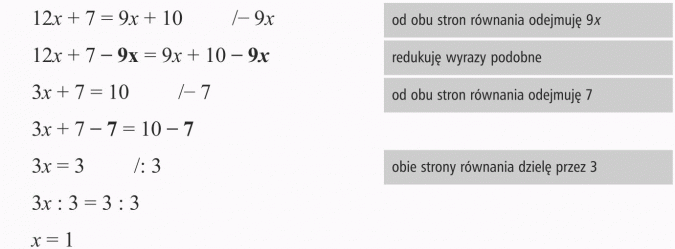 12x + 7 = 9x + 10 /– 9x od obu stron równania odejmuję 9x
12x + 7 – 9x = 9x + 10 – 9x redukuję wyrazy podobne
3x + 7 = 10 /– 7 od obu stron równania odejmuję 7
3x + 7 – 7 = 10 – 7
3x = 3 /: 3 obie strony równania dzielę przez 3
3x : 3 = 3 : 3
x = 1